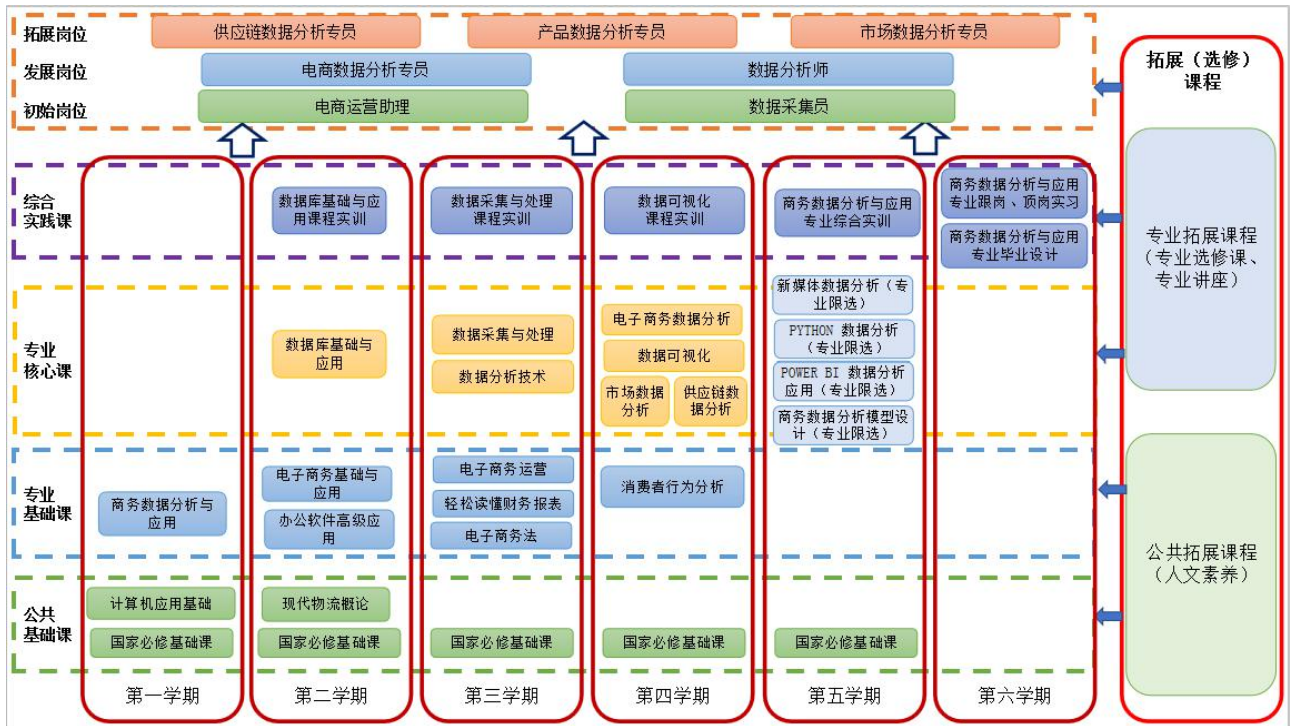 拓展岗位
供应链数据分析专员
产品数据分析专员
市场数据分析专员
发展岗位
电商数据分析专员
数据分析师
初始岗位
电商运营助理
数据采集员
拓展（选修）
课程
综合
实践课
数据库基础与应
用课程实训
数据采集与处理
课程实训
数据可视化
课程实训
商务数据分析与应用
专业综合实训
商务数据分析与应用
专业跟岗、顶岗实习
商务数据分析与应用
专业毕业设计
专业拓展课程
（专业选修课、
专业讲座）
专业
核心课
数据库基础与
应用
数据采集与处理
数据分析技术
电子商务数据分析
数据可视化
市场数据
分析
供应链数
据分析
新媒体数据分析（专
业限选）
PYTHON 数据分析
（专业限选）
POWER BI 数据分析
应用（专业限选）
商务数据分析模型设
计（专业限选）
专业
基础课
商务数据分析与
应用
电子商务基础与
应用
办公软件高级应
用
电子商务运营
轻松读懂财务报表
电子商务法
消费者行为分析
公共拓展课程
（人文素养）
公共
基础课
计算机应用基础
国家必修基础课
现代物流概论
国家必修基础课
国家必修基础课
国家必修基础课
国家必修基础课
第一学期
第二学期
第三学期
第四学期
第五学期
第六学期